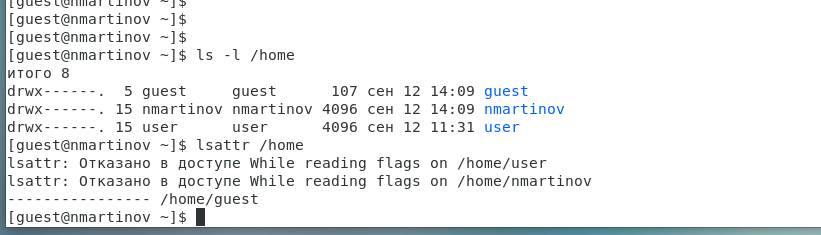 [guest@nmartinov ~]$
[guest@nmartinov ~]$
[guest@nmartinov ~]$
[guest@nmartinov ~]$ ls -l /home
итого 8
drwx------.  5 guest     guest      107 сен 12 14:09 guest
drwx------. 15 nmartinov nmartinov 4096 сен 12 14:09 nmartinov
drwx------. 15 user      user      4096 сен 12 11:31 user
[guest@nmartinov ~]$ lsattr /home
lsattr: Отказано в доступе While reading flags on /home/user
lsattr: Отказано в доступе While reading flags on /home/nmartinov
---------------- /home/guest
[guest@nmartinov ~]$